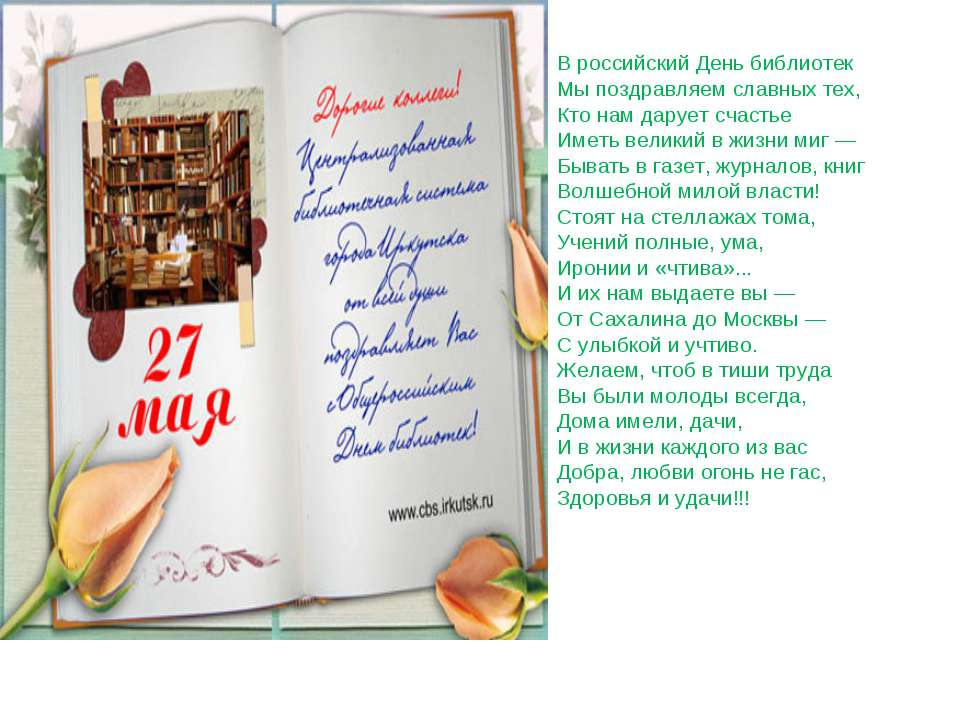 27
мая
Дорогие коллеги!
Централизованная
библиотечная система
города Иркутска
от всей души
поздравляет Вас
с Общероссийским
Днем библиотек!
www.cbs.irkutsk.ru
В российский День библиотек
Мы поздравляем славных тех,
Кто нам дарует счастье
Иметь великий в жизни миг —
Бывать в газет, журналов, книг
Волшебной милой власти!
Стоят на стеллажах тома,
Учений полные, ума,
Иронии и «чтива»...
И их нам выдаете вы —
От Сахалина до Москвы —
С улыбкой и учтиво.
Желаем, чтоб в тиши труда
Вы были молоды всегда,
Дома имели, дачи,
И в жизни каждого из вас
Добра, любви огонь не гас,
Здоровья и удачи!!!